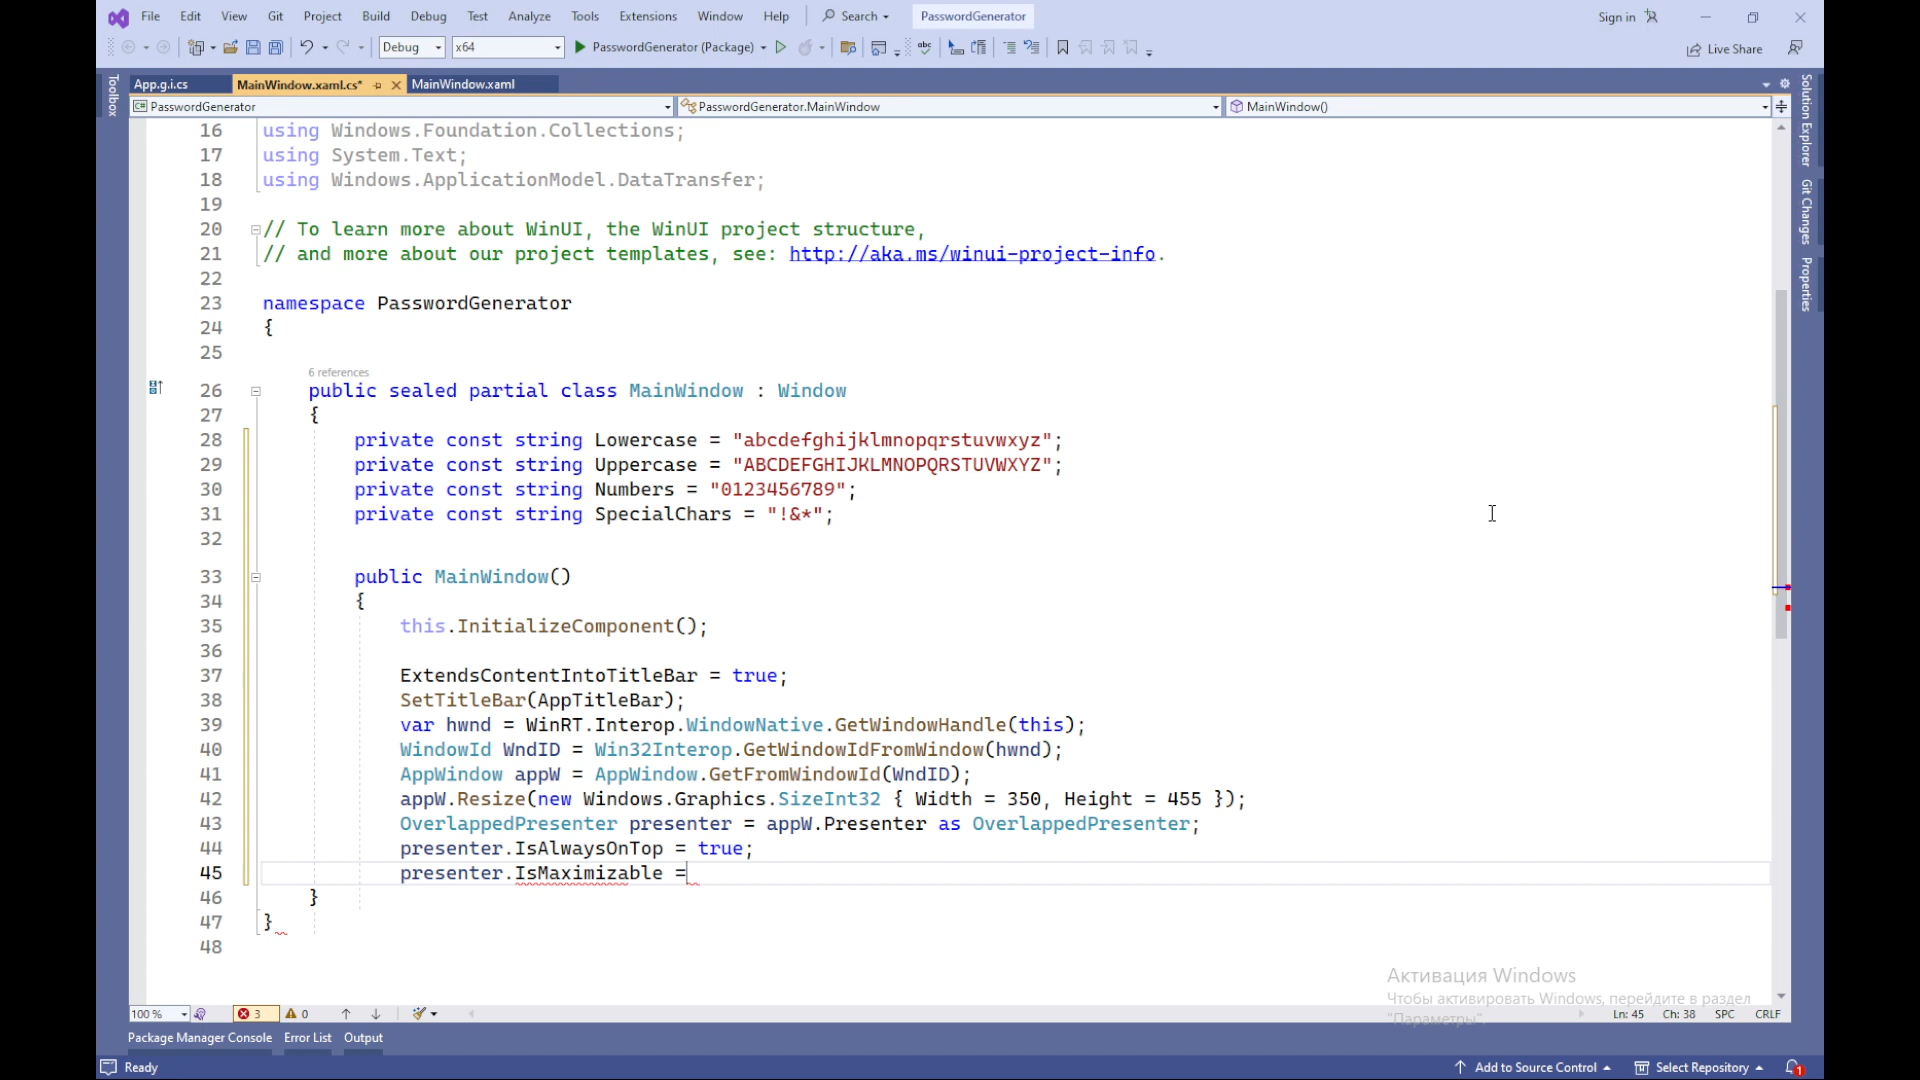 File Edit View Git Project Build Debug Test Analyze Tools Extensions Window Help Search PasswordGenerator Sign in
Debug x64 PasswordGenerator (Package) Live Share
App.g.i.cs MainWindow.xaml.cs* MainWindow.xaml
PasswordGenerator PasswordGenerator.MainWindow MainWindow()
Toolbox
Solution Explorer
Git Changes
Properties
16 using Windows.Foundation.Collections;
17 using System.Text;
18 using Windows.ApplicationModel.DataTransfer;
19
20 // To learn more about WinUI, the WinUI project structure,
21 // and more about our project templates, see: http://aka.ms/winui-project-info.
22
23 namespace PasswordGenerator
24 {
25
6 references
26 public sealed partial class MainWindow : Window
27 {
28 private const string Lowercase = "abcdefghijklmnopqrstuvwxyz";
29 private const string Uppercase = "ABCDEFGHIJKLMNOPQRSTUVWXYZ";
30 private const string Numbers = "0123456789";
31 private const string SpecialChars = "!&*";
32
33 public MainWindow()
34 {
35 this.InitializeComponent();
36
37 ExtendsContentIntoTitleBar = true;
38 SetTitleBar(AppTitleBar);
39 var hwnd = WinRT.Interop.WindowNative.GetWindowHandle(this);
40 WindowId WndID = Win32Interop.GetWindowIdFromWindow(hwnd);
41 AppWindow appW = AppWindow.GetFromWindowId(WndID);
42 appW.Resize(new Windows.Graphics.SizeInt32 { Width = 350, Height = 455 });
43 OverlappedPresenter presenter = appW.Presenter as OverlappedPresenter;
44 presenter.IsAlwaysOnTop = true;
45 presenter.IsMaximizable =
46 }
47 }
48
Активация Windows
Чтобы активировать Windows, перейдите в раздел
"Параметры".
100 % 3 0 Ln: 45 Ch: 38 SPC CRLF
Package Manager Console Error List Output
Ready Add to Source Control Select Repository 1